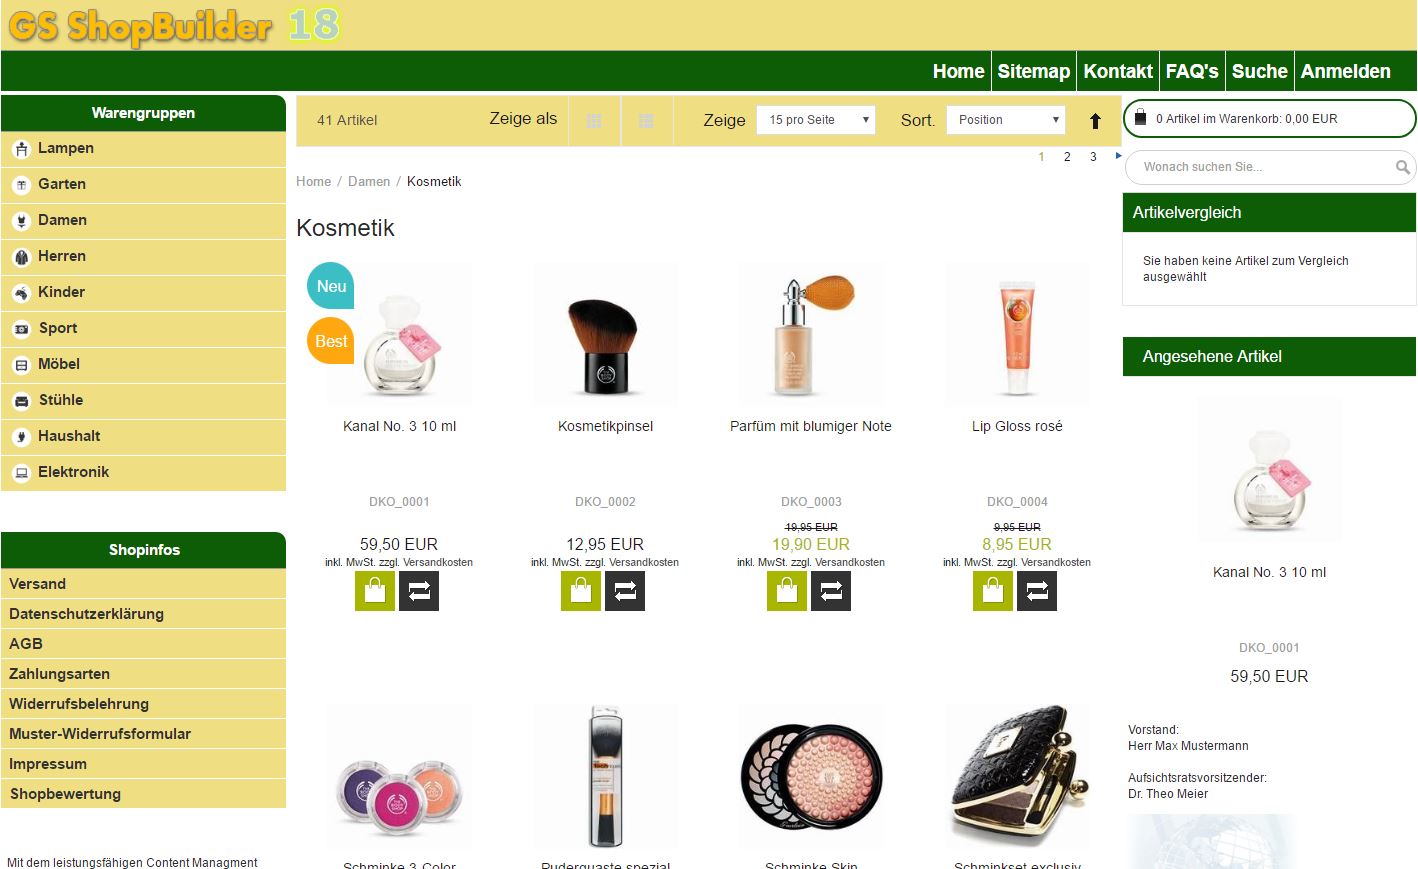 GS ShopBuilder 18
Home Sitemap Kontakt FAQ's Suche Anmelden
Warengruppen
Lampen
Garten
Damen
Herren
Kinder
Sport
Möbel
Stühle
Haushalt
Elektronik
Shopinfos
Versand
Datenschutzerklärung
AGB
Zahlungsarten
Widerrufsbelehrung
Muster-Widerrufsformular
Impressum
Shopbewertung
Mit dem leistungsfähigen Content Managment
41 Artikel Zeige als Zeige 15 pro Seite Sort. Position
1 2 3
Home / Damen / Kosmetik
Kosmetik
Neu
Best
Kanal No. 3 10 ml Kosmetikpinsel Parfüm mit blumiger Note Lip Gloss rosé
DKO_0001 DKO_0002 DKO_0003 DKO_0004
19,95 EUR 9,95 EUR
59,50 EUR 12,95 EUR 19,90 EUR 8,95 EUR
inkl. MwSt. zzgl. Versandkosten inkl. MwSt. zzgl. Versandkosten inkl. MwSt. zzgl. Versandkosten inkl. MwSt. zzgl. Versandkosten
Schminke 3-Color Puderquaste spezial Schminke Skin Schminkset exclusiv
0 Artikel im Warenkorb: 0,00 EUR
Wonach suchen Sie...
Artikelvergleich
Sie haben keine Artikel zum Vergleich
ausgewählt
Angesehene Artikel
Kanal No. 3 10 ml
DKO_0001
59,50 EUR
Vorstand:
Herr Max Mustermann
Aufsichtsratsvorsitzender:
Dr. Theo Meier